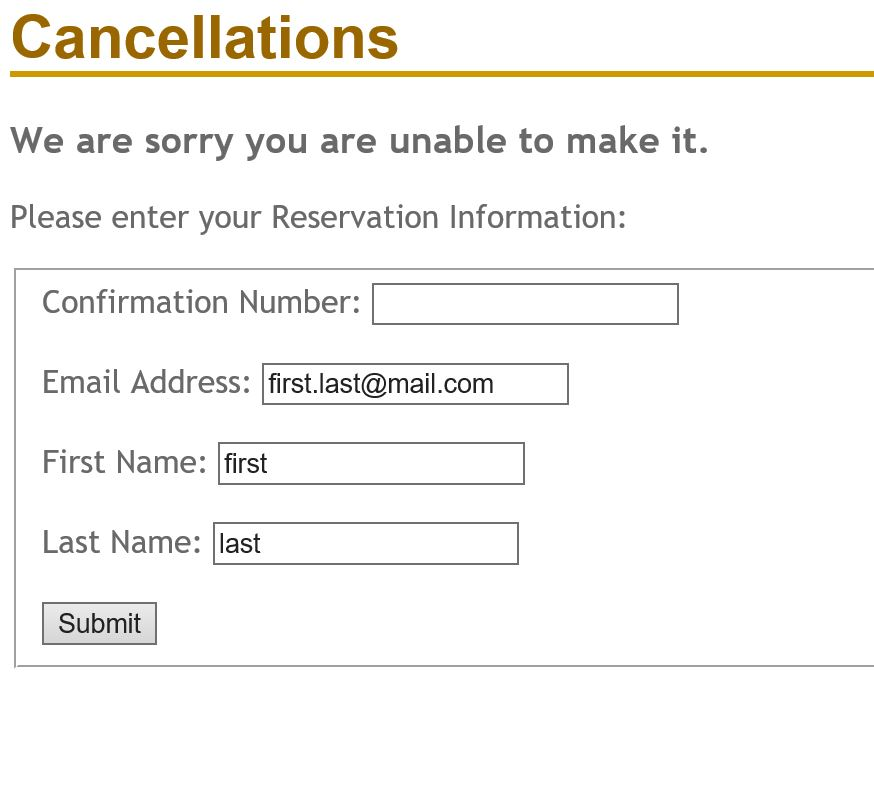 Cancellations
We are sorry you are unable to make it.
Please enter your Reservation Information:
Confirmation Number:
Email Address: first.last@mail.com
First Name: first
Last Name: last
Submit